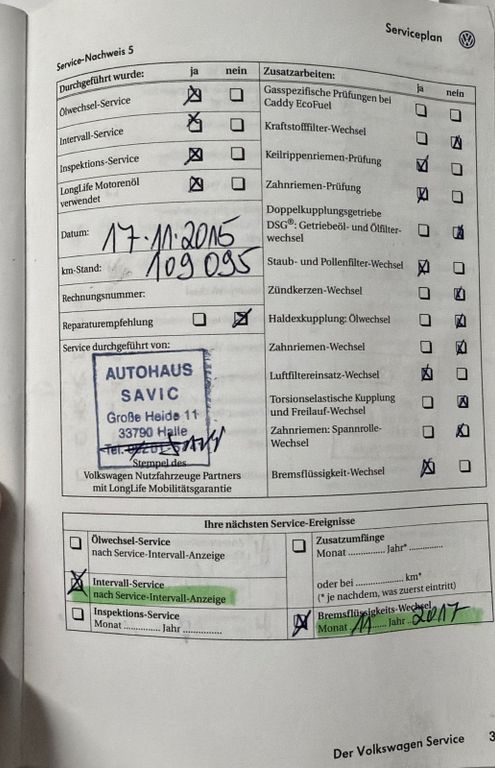 Serviceplan
Service-Nachweis 5
Durchgeführt wurde: ja nein
Ölwechsel-Service
Intervall-Service
Inspektions-Service
LongLife Motorenöl
verwendet
Datum: 17.11.2015
km-Stand: 109 095
Rechnungsnummer:
Reparaturempfehlung
Service durchgeführt von:
AUTOHAUS
SAVIC
Große Heide 11
33790 Halle
Stempel des
Volkswagen Nutzfahrzeuge Partners
mit LongLife Mobilitätsgarantie
Zusatzarbeiten: ja nein
Gasspezifische Prüfungen bei
Caddy EcoFuel
Kraftstofffilter-Wechsel
Keilrippenriemen-Prüfung
Zahnriemen-Prüfung
Doppelkupplungsgetriebe
DSG®: Getriebeöl- und Ölfilter-
wechsel
Staub- und Pollenfilter-Wechsel
Zündkerzen-Wechsel
Haldexkupplung: Ölwechsel
Zahnriemen-Wechsel
Luftfiltereinsatz-Wechsel
Torsionselastische Kupplung
und Freilauf-Wechsel
Zahnriemen: Spannrolle-
Wechsel
Bremsflüssigkeit-Wechsel
Ihre nächsten Service-Ereignisse
Ölwechsel-Service
nach Service-Intervall-Anzeige
Intervall-Service
nach Service-Intervall-Anzeige
Inspektions-Service
Monat .............. Jahr ..............
Zusatzumfänge
Monat .............. Jahr* ..............
oder bei .................. km*
(* je nachdem, was zuerst eintritt)
Bremsflüssigkeits-Wechsel
Monat 11 Jahr 2017
Der Volkswagen Service 3